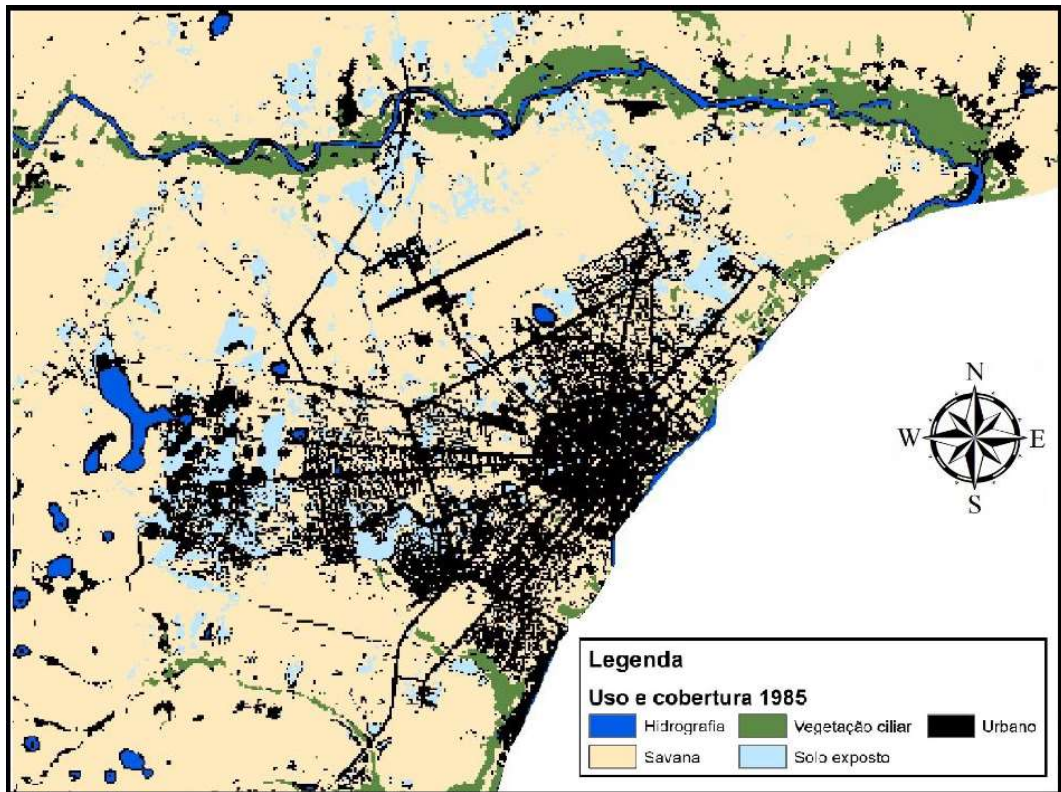 N
W E
S
Legenda
Uso e cobertura 1985
Hidrografia Vegetação ciliar Urbano
Savana Solo exposto